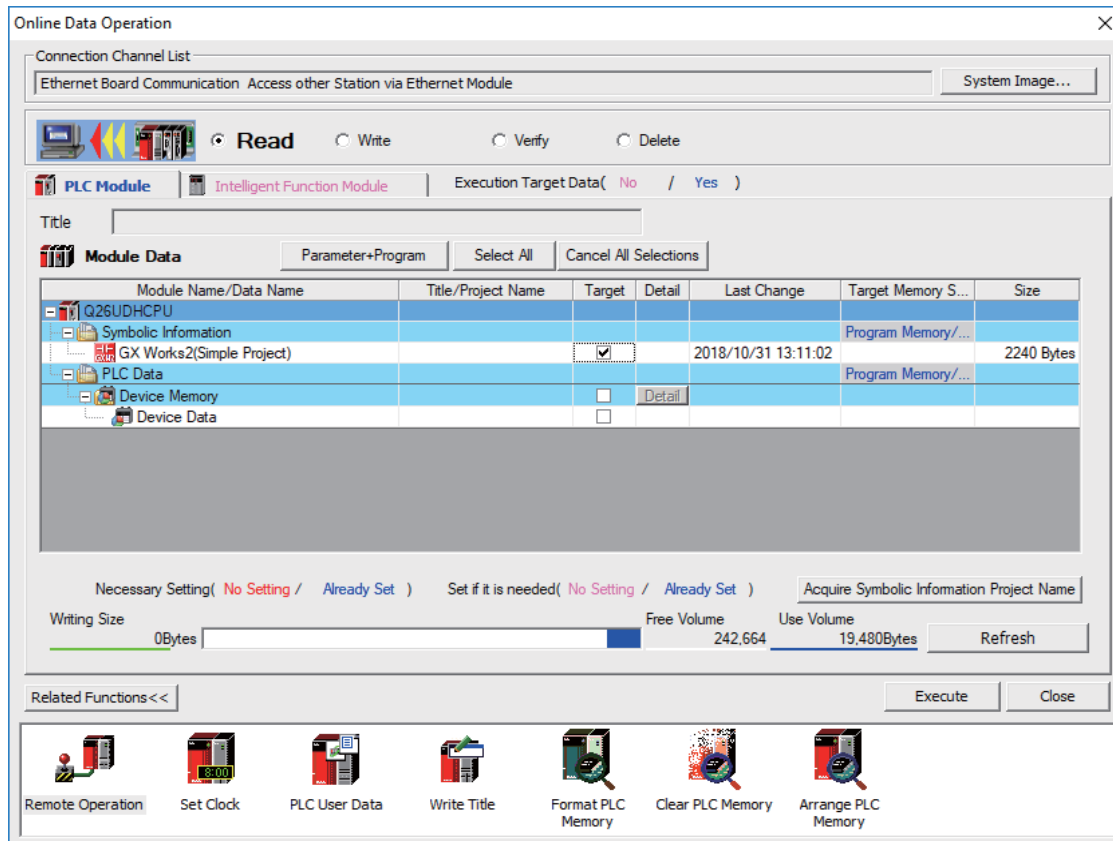 Online Data Operation
Connection Channel List
Ethernet Board Communication Access other Station via Ethernet Module
System Image...
Read Write Verify Delete
PLC Module Intelligent Function Module Execution Target Data( No / Yes )
Title
Module Data Parameter+Program Select All Cancel All Selections
Module Name/Data Name Title/Project Name Target Detail Last Change Target Memory S... Size
Q26UDHCPU
Symbolic Information Program Memory/...
GX Works2(Simple Project) 2018/10/31 13:11:02 2240 Bytes
PLC Data Program Memory/...
Device Memory Detail
Device Data
Necessary Setting( No Setting / Already Set ) Set if it is needed( No Setting / Already Set ) Acquire Symbolic Information Project Name
Writing Size Free Volume Use Volume
0Bytes 242,664 19,480Bytes Refresh
Related Functions<< Execute Close
8:00
Remote Operation Set Clock PLC User Data Write Title Format PLC Memory Clear PLC Memory Arrange PLC Memory